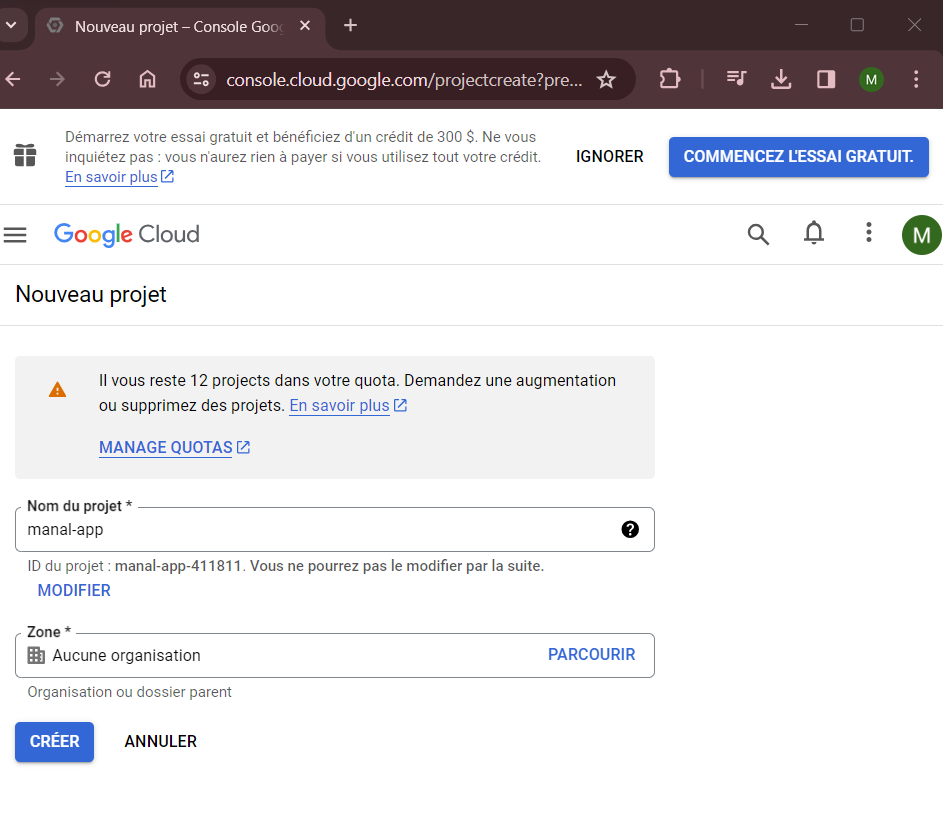 Nouveau projet – Console Goog
console.cloud.google.com/projectcreate?pre...
M
Démarrez votre essai gratuit et bénéficiez d'un crédit de 300 $. Ne vous
inquiétez pas : vous n'aurez rien à payer si vous utilisez tout votre crédit.
En savoir plus
IGNORER
COMMENCEZ L'ESSAI GRATUIT.
Google Cloud
M
Nouveau projet
Il vous reste 12 projects dans votre quota. Demandez une augmentation
ou supprimez des projets. En savoir plus
MANAGE QUOTAS
Nom du projet *
manal-app
ID du projet : manal-app-411811. Vous ne pourrez pas le modifier par la suite.
MODIFIER
Zone *
Aucune organisation
PARCOURIR
Organisation ou dossier parent
CRÉER
ANNULER